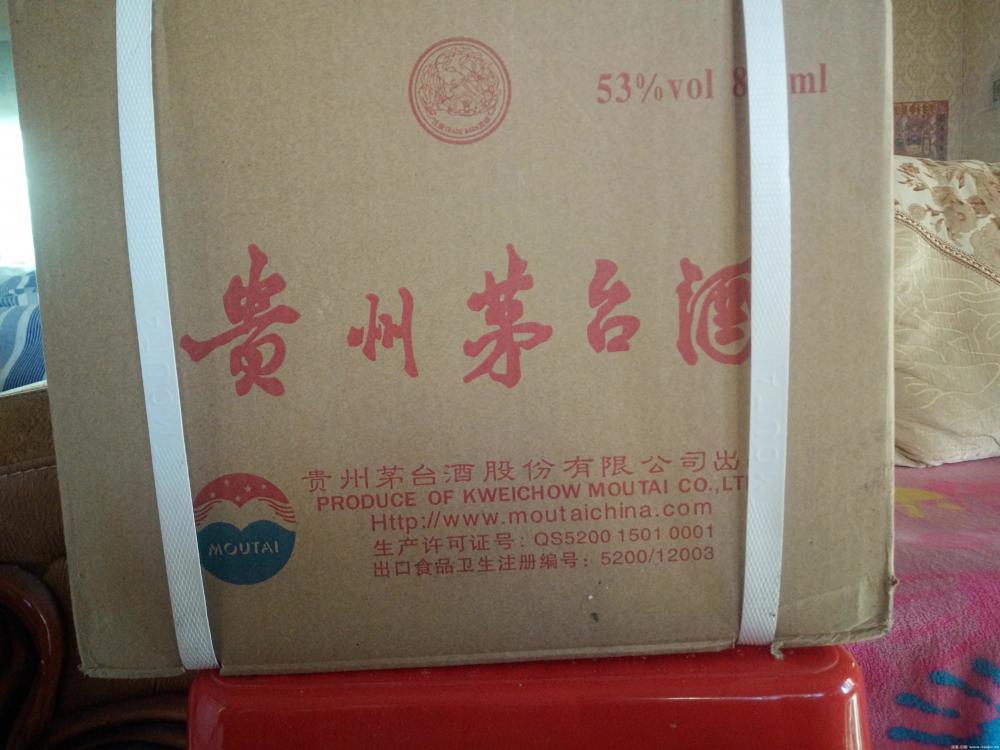 53%vol 8 ml
贵州茅台酒
贵州茅台酒股份有限公司出
PRODUCE OF KWEICHOW MOUTAI CO.,LT
Http://www.moutaichina.com
生产许可证号: QS5200 1501 0001
出口食品卫生注册编号: 5200/12003
MOUTAI